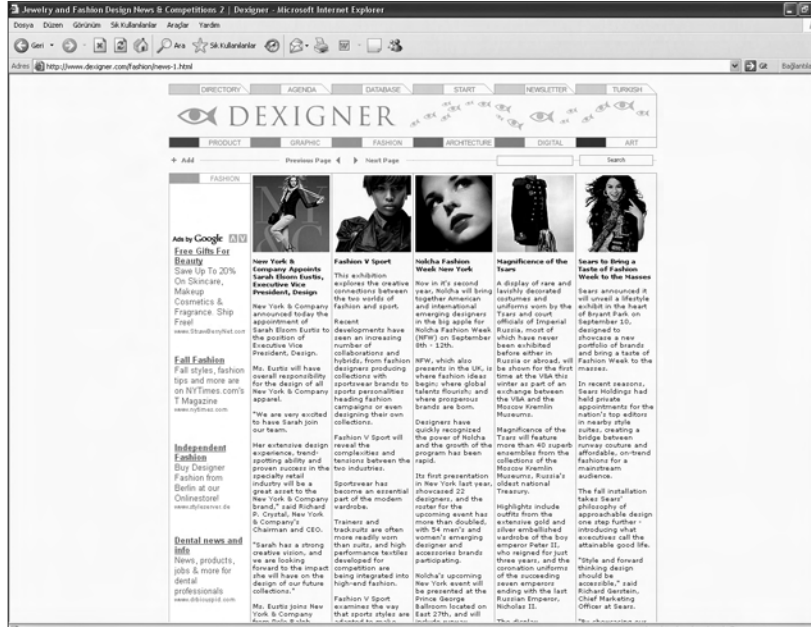 Jewelry and Fashion Design News & Competitions 2 | Dexigner - Microsoft Internet Explorer
Dosya Düzen Görünüm Sık Kullanılanlar Araçlar Yardım
Geri Ara Sık Kullanılanlar
Adres http://www.dexigner.com/fashion/news-1.html Git Bağlantılar
DIRECTORY AGENDA DATABASE START NEWSLETTER TURKISH
DEXIGNER
PRODUCT GRAPHIC FASHION ARCHITECTURE DIGITAL ART
+ Add Previous Page Next Page Search
FASHION
Ads by Google
Free Gifts For
Beauty
Save Up To 20%
On Skincare,
Makeup
Cosmetics &
Fragrance. Ship
Free!
www.StrawberryNet.com
Fall Fashion
Fall styles, fashion
tips and more are
on NYTimes.com's
T Magazine
www.nytimes.com
Independent
Fashion
Buy Designer
Fashion from
Berlin at our
Onlinestore!
www.styleserver.de
Dental news and
info
News, products,
jobs & more for
dental
professionals
www.drbicuspid.com
NY
&C
New York &
Company Appoints
Sarah Elsom Eustis,
Executive Vice
President, Design
New York & Company
announced today the
appointment of
Sarah Elsom Eustis to
the position of
Executive Vice
President, Design.
Ms. Eustis will have
overall responsibility
for the design of all
New York & Company
apparel.
"We are very excited
to have Sarah join
our team.
Her extensive design
experience, trend-
spotting ability and
proven success in the
specialty retail
industry will be a
great asset to the
New York & Company
brand," said Richard
P. Crystal, New York
& Company's
Chairman and CEO.
"Sarah has a strong
creative vision, and
we are looking
forward to the impact
she will have on the
design of our future
collections."
Ms. Eustis joins New
York & Company
from Polo Ralph
Fashion V Sport
This exhibition
explores the creative
connections between
the two worlds of
fashion and sport.
Recent
developments have
seen an increasing
number of
collaborations and
hybrids, from fashion
designers producing
collections with
sportswear brands to
sports personalities
heading fashion
campaigns or even
designing their own
collections.
Fashion V Sport will
reveal the
complexities and
tensions between the
two industries.
Sportswear has
become an essential
part of the modern
wardrobe.
Trainers and
tracksuits are often
more readily worn
than suits, and high
performance textiles
developed for
competition are
being integrated into
high-end fashion.
Fashion V Sport
examines the way
that sports styles are
adapted to make
Nolcha Fashion
Week New York
Now in it's second
year, Nolcha will bring
together American
and international
emerging designers
in the big apple for
Nolcha Fashion Week
(NFW) on September
8th - 12th.
NFW, which also
presents in the UK, is
where fashion ideas
begin; where global
talents flourish; and
where prosperous
brands are born.
Designers have
quickly recognized
the power of Nolcha
and the growth of the
program has been
rapid.
Its first presentation
in New York last year,
showcased 22
designers, and the
roster for the
upcoming event has
more than doubled,
with 54 men's and
women's emerging
designer and
accessories brands
participating.
Nolcha's upcoming
New York event will
be presented at the
Prince George
Ballroom located on
East 27th, and will
Magnificence of the
Tsars
A display of rare and
lavishly decorated
costumes and
uniforms worn by the
Tsars and court
officials of Imperial
Russia, most of
which have never
been exhibited
before either in
Russia or abroad, will
be shown for the first
time at the V&A this
winter as part of an
exchange between
the V&A and the
Moscow Kremlin
Museums.
Magnificence of the
Tsars will feature
more than 40 superb
ensembles from the
collections of the
Moscow Kremlin
Museums, Russia's
oldest national
Treasury.
Highlights include
outfits from the
extensive gold and
silver embellished
wardrobe of the boy
emperor Peter II,
who reigned for just
three years, and the
coronation uniforms
of the succeeding
seven emperors
ending with the last
Russian Emperor,
Nicholas II.
The display
Sears to Bring a
Taste of Fashion
Week to the Masses
Sears announced it
will unveil a lifestyle
exhibit in the heart
of Bryant Park on
September 10,
designed to
showcase a new
portfolio of brands
and bring a taste of
Fashion Week to the
masses.
In recent seasons,
Sears Holdings had
held private
appointments for the
nation's top editors
in nearby style
suites, creating a
bridge between
runway couture and
affordable, on-trend
fashions for a
mainstream
audience.
The fall installation
takes Sears'
philosophy of
approachable design
one step further -
introducing what
executives call the
attainable good life.
"Style and forward
thinking design
should be
accessible," said
Richard Gerstein,
Chief Marketing
Officer at Sears.
"By showcasing our